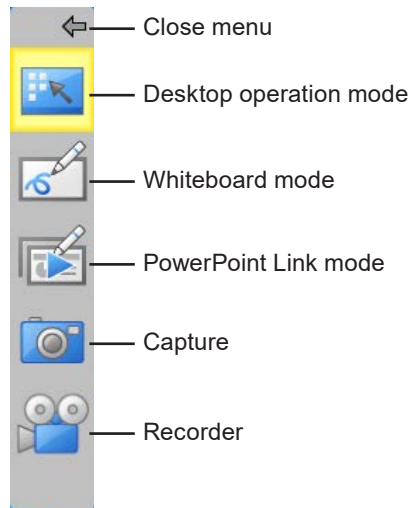 Close menu
Desktop operation mode
Whiteboard mode
PowerPoint Link mode
Capture
Recorder